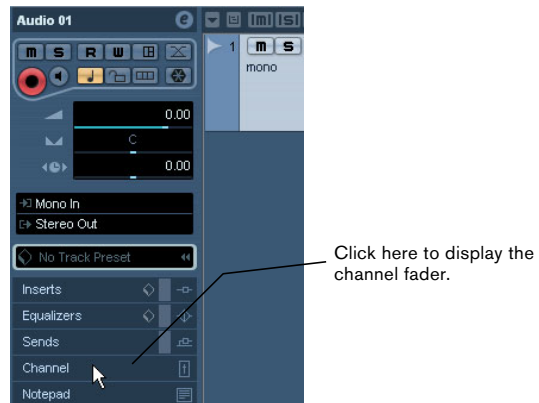 Audio 01
e
[m] [S]
m S R W
1 m S
mono
0.00
C
0.00
Mono In
Stereo Out
No Track Preset
Inserts
Equalizers
Sends
Channel
Notepad
Click here to display the
channel fader.